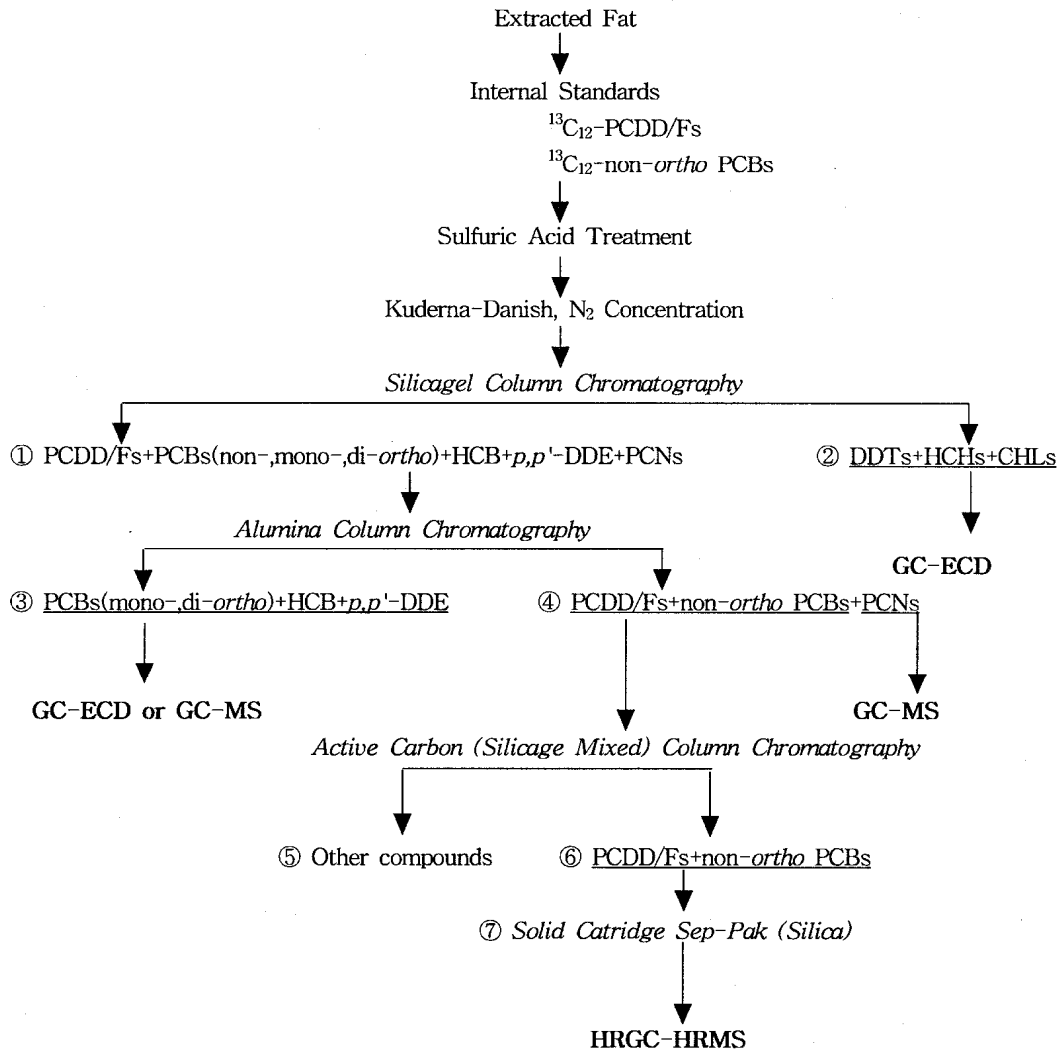 Extracted Fat
Internal Standards
¹³C₁₂-PCDD/Fs
¹³C₁₂-non-ortho PCBs
Sulfuric Acid Treatment
Kuderna-Danish, N₂ Concentration
Silicagel Column Chromatography
① PCDD/Fs+PCBs(non-,mono-,di-ortho)+HCB+p,p'-DDE+PCNs
② DDTs+HCHs+CHLs
Alumina Column Chromatography
GC-ECD
③ PCBs(mono-,di-ortho)+HCB+p,p'-DDE
④ PCDD/Fs+non-ortho PCBs+PCNs
GC-ECD or GC-MS
GC-MS
Active Carbon (Silicage Mixed) Column Chromatography
⑤ Other compounds
⑥ PCDD/Fs+non-ortho PCBs
⑦ Solid Catridge Sep-Pak (Silica)
HRGC-HRMS